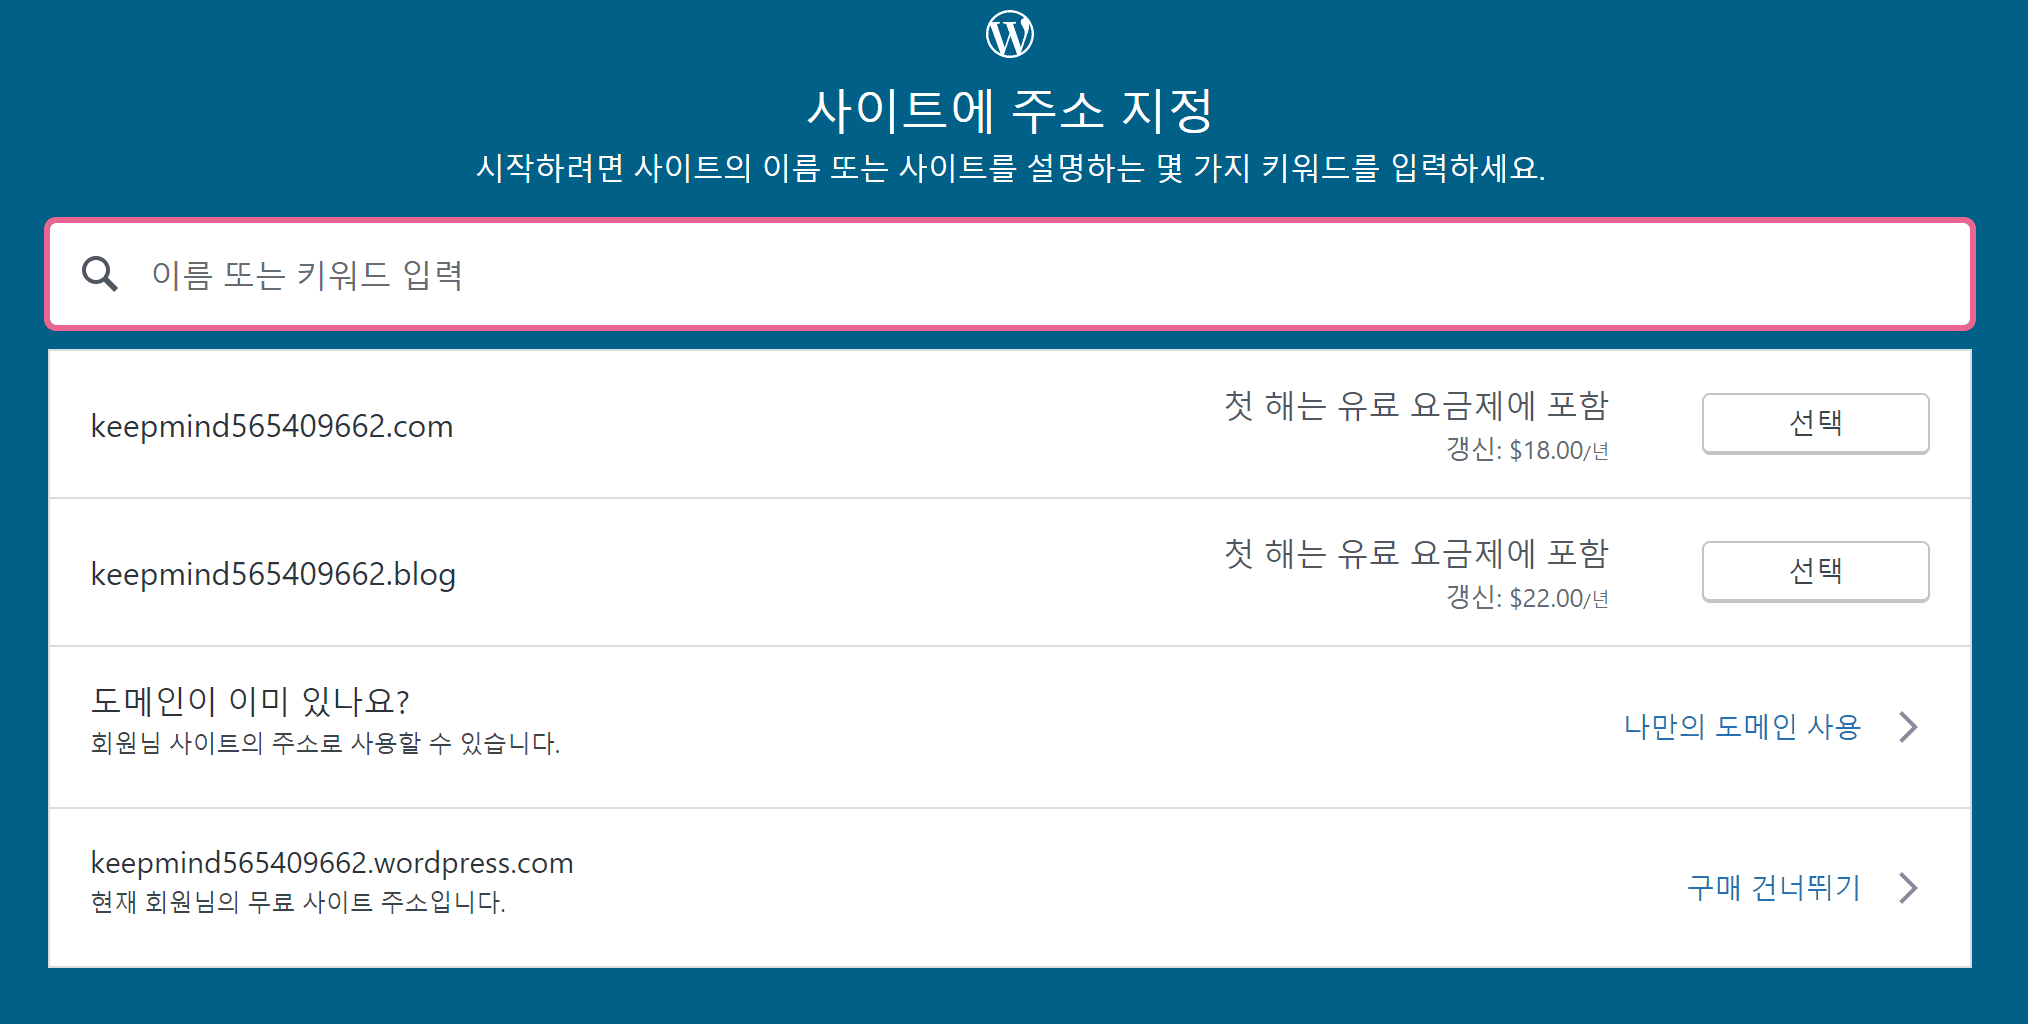 사이트에 주소 지정
시작하려면 사이트의 이름 또는 사이트를 설명하는 몇 가지 키워드를 입력하세요.
이름 또는 키워드 입력
keepmind565409662.com
첫 해는 유료 요금제에 포함
갱신: $18.00/년
선택
keepmind565409662.blog
첫 해는 유료 요금제에 포함
갱신: $22.00/년
선택
도메인이 이미 있나요?
회원님 사이트의 주소로 사용할 수 있습니다.
나만의 도메인 사용
keepmind565409662.wordpress.com
현재 회원님의 무료 사이트 주소입니다.
구매 건너뛰기